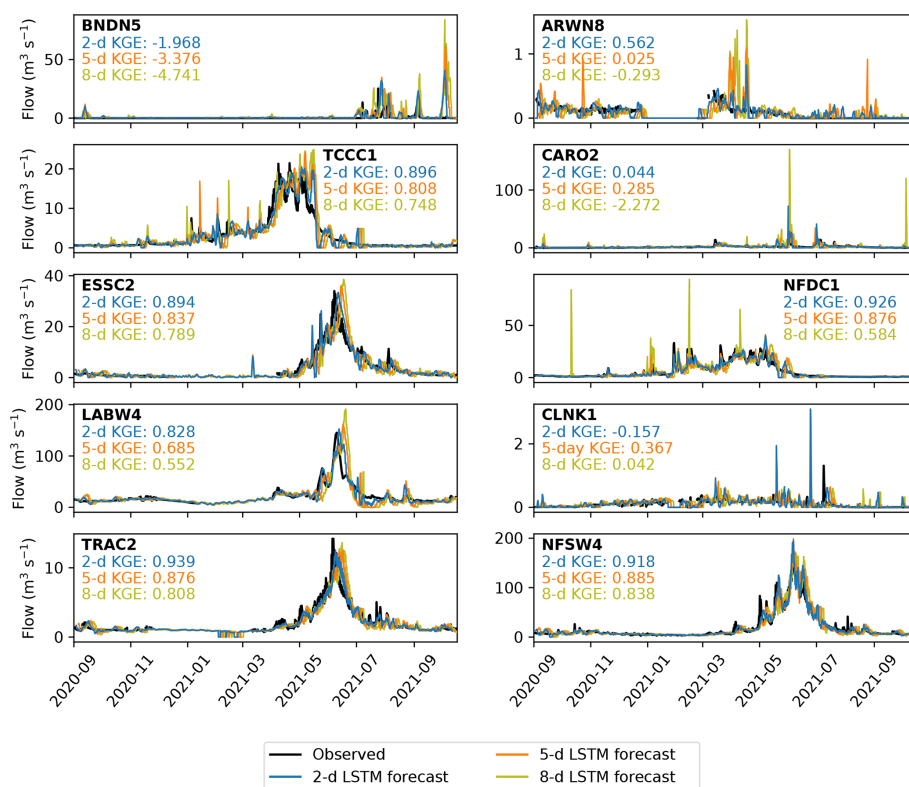 BNDN5
2-d KGE: -1.968
5-d KGE: -3.376
8-d KGE: -4.741
Flow (m³ s⁻¹)
50
0
ARWN8
2-d KGE: 0.562
5-d KGE: 0.025
8-d KGE: -0.293
1
0
TCCC1
2-d KGE: 0.896
5-d KGE: 0.808
8-d KGE: 0.748
Flow (m³ s⁻¹)
20
10
0
CARO2
2-d KGE: 0.044
5-d KGE: 0.285
8-d KGE: -2.272
100
0
ESSC2
2-d KGE: 0.894
5-d KGE: 0.837
8-d KGE: 0.789
Flow (m³ s⁻¹)
40
20
0
NFDC1
2-d KGE: 0.926
5-d KGE: 0.876
8-d KGE: 0.584
50
0
LABW4
2-d KGE: 0.828
5-d KGE: 0.685
8-d KGE: 0.552
Flow (m³ s⁻¹)
200
100
0
CLNK1
2-d KGE: -0.157
5-day KGE: 0.367
8-d KGE: 0.042
2
0
TRAC2
2-d KGE: 0.939
5-d KGE: 0.876
8-d KGE: 0.808
Flow (m³ s⁻¹)
10
0
NFSW4
2-d KGE: 0.918
5-d KGE: 0.885
8-d KGE: 0.838
200
100
0
2020-09 2020-11 2021-01 2021-03 2021-05 2021-07 2021-09
2020-09 2020-11 2021-01 2021-03 2021-05 2021-07 2021-09
Observed
2-d LSTM forecast
5-d LSTM forecast
8-d LSTM forecast